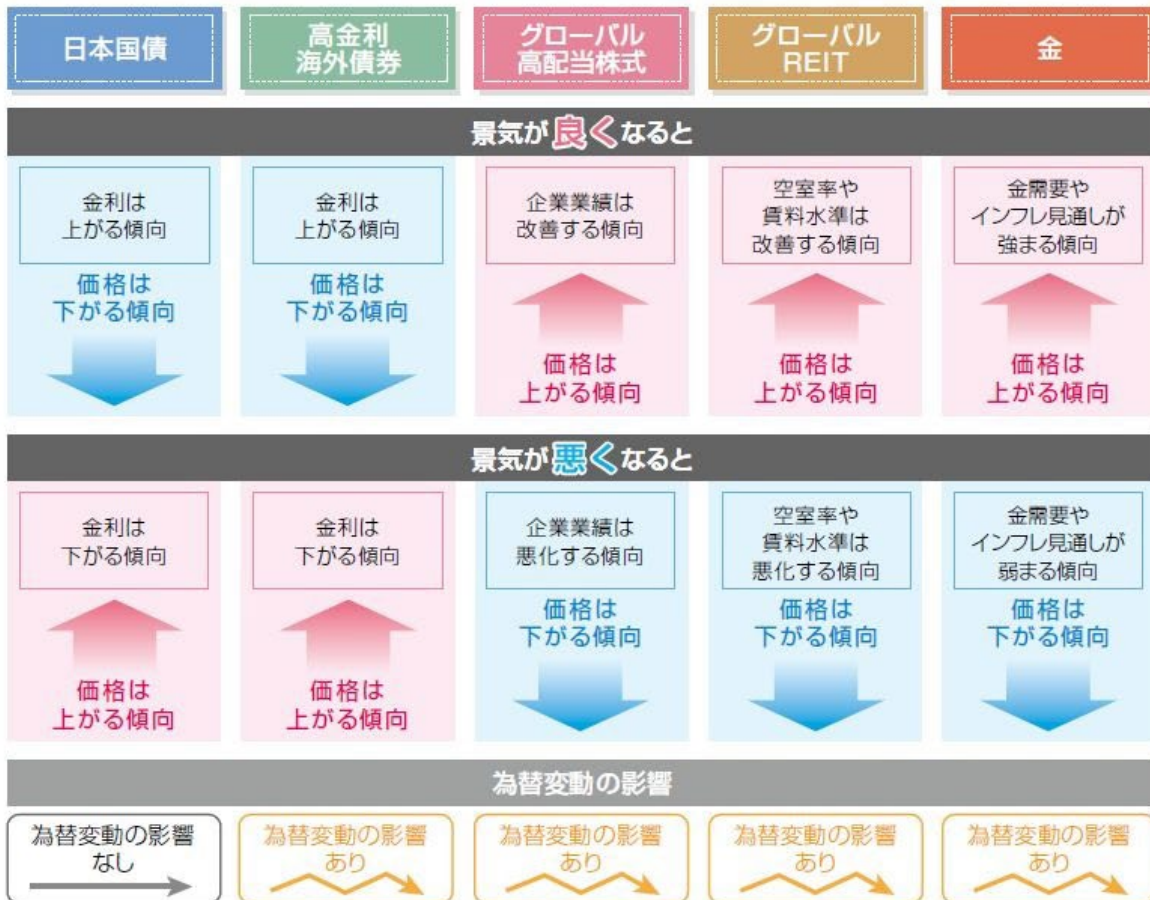 日本国債
高金利
海外債券
グローバル
高配当株式
グローバル
REIT
金
景気が良くなると
金利は
上がる傾向
価格は
下がる傾向
金利は
上がる傾向
価格は
下がる傾向
企業業績は
改善する傾向
価格は
上がる傾向
空室率や
賃料水準は
改善する傾向
価格は
上がる傾向
金需要や
インフレ見通しが
強まる傾向
価格は
上がる傾向
景気が悪くなると
金利は
下がる傾向
価格は
上がる傾向
金利は
下がる傾向
価格は
上がる傾向
企業業績は
悪化する傾向
価格は
下がる傾向
空室率や
賃料水準は
悪化する傾向
価格は
下がる傾向
金需要や
インフレ見通しが
弱まる傾向
価格は
下がる傾向
為替変動の影響
為替変動の影響
なし
為替変動の影響
あり
為替変動の影響
あり
為替変動の影響
あり
為替変動の影響
あり